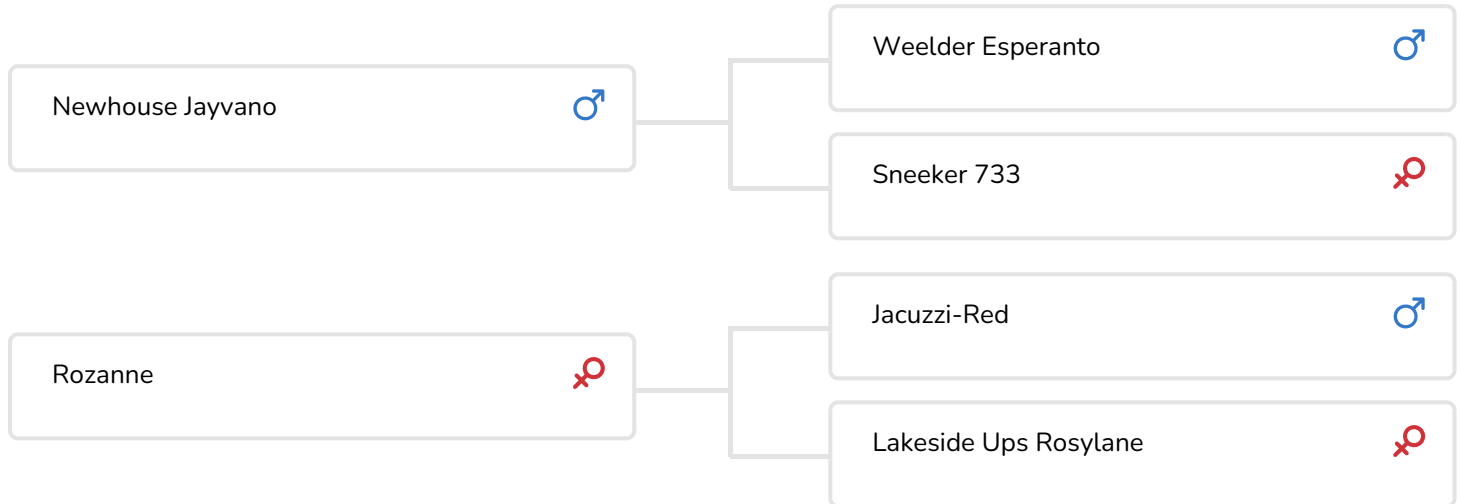 Newhouse Jayvano
Weelder Esperanto
Sneeker 733
Rozanne
Jacuzzi-Red
Lakeside Ups Rosylane